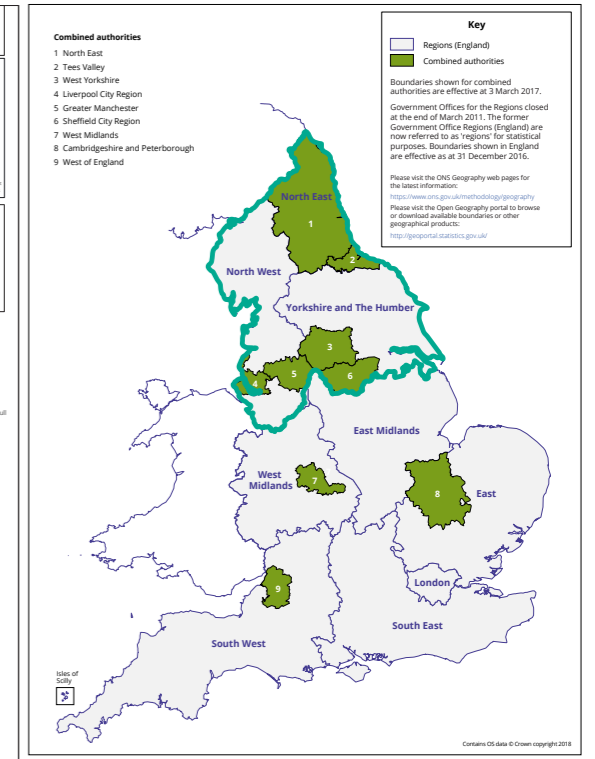 Combined authorities
1 North East
2 Tees Valley
3 West Yorkshire
4 Liverpool City Region
5 Greater Manchester
6 Sheffield City Region
7 West Midlands
8 Cambridgeshire and Peterborough
9 West of England
Key
Regions (England)
Combined authorities
Boundaries shown for combined
authorities are effective at 3 March 2017.
Government Offices for the Regions closed
at the end of March 2011. The former
Government Office Regions (England) are
now referred to as 'regions' for statistical
purposes. Boundaries shown in England
are effective as at 31 December 2016.
Please visit the ONS Geography web pages for
the latest information:
https://www.ons.gov.uk/methodology/geography
Please visit the Open Geography portal to browse
or download available boundaries or other
geographical products:
http://geoportal.statistics.gov.uk/
North East
1
2
North West
Yorkshire and The Humber
3
4
5
6
East Midlands
West
Midlands
7
8
East
London
9
South East
South West
Isles of
Scilly
Contains OS data © Crown copyright 2018